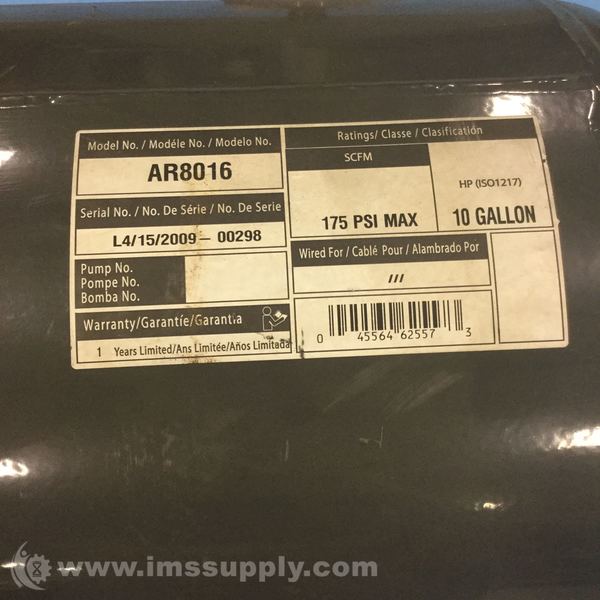 Model No. / Modéle No. / Modelo No.
AR8016
Serial No. / No. De Série / No. De Serie
L4/15/2009 - 00298
Pump No.
Pompe No.
Bomba No.
Warranty/Garantíe/Garantia
1 Years Limited/Ans Limitée/Años Limitada
Ratings/ Classe / Clasificatión
SCFM
175 PSI MAX
HP (ISO1217)
10 GALLON
Wired For / Cablé Pour / Alambrado Por
///
0 45564 62557 3
www.imssupply.com